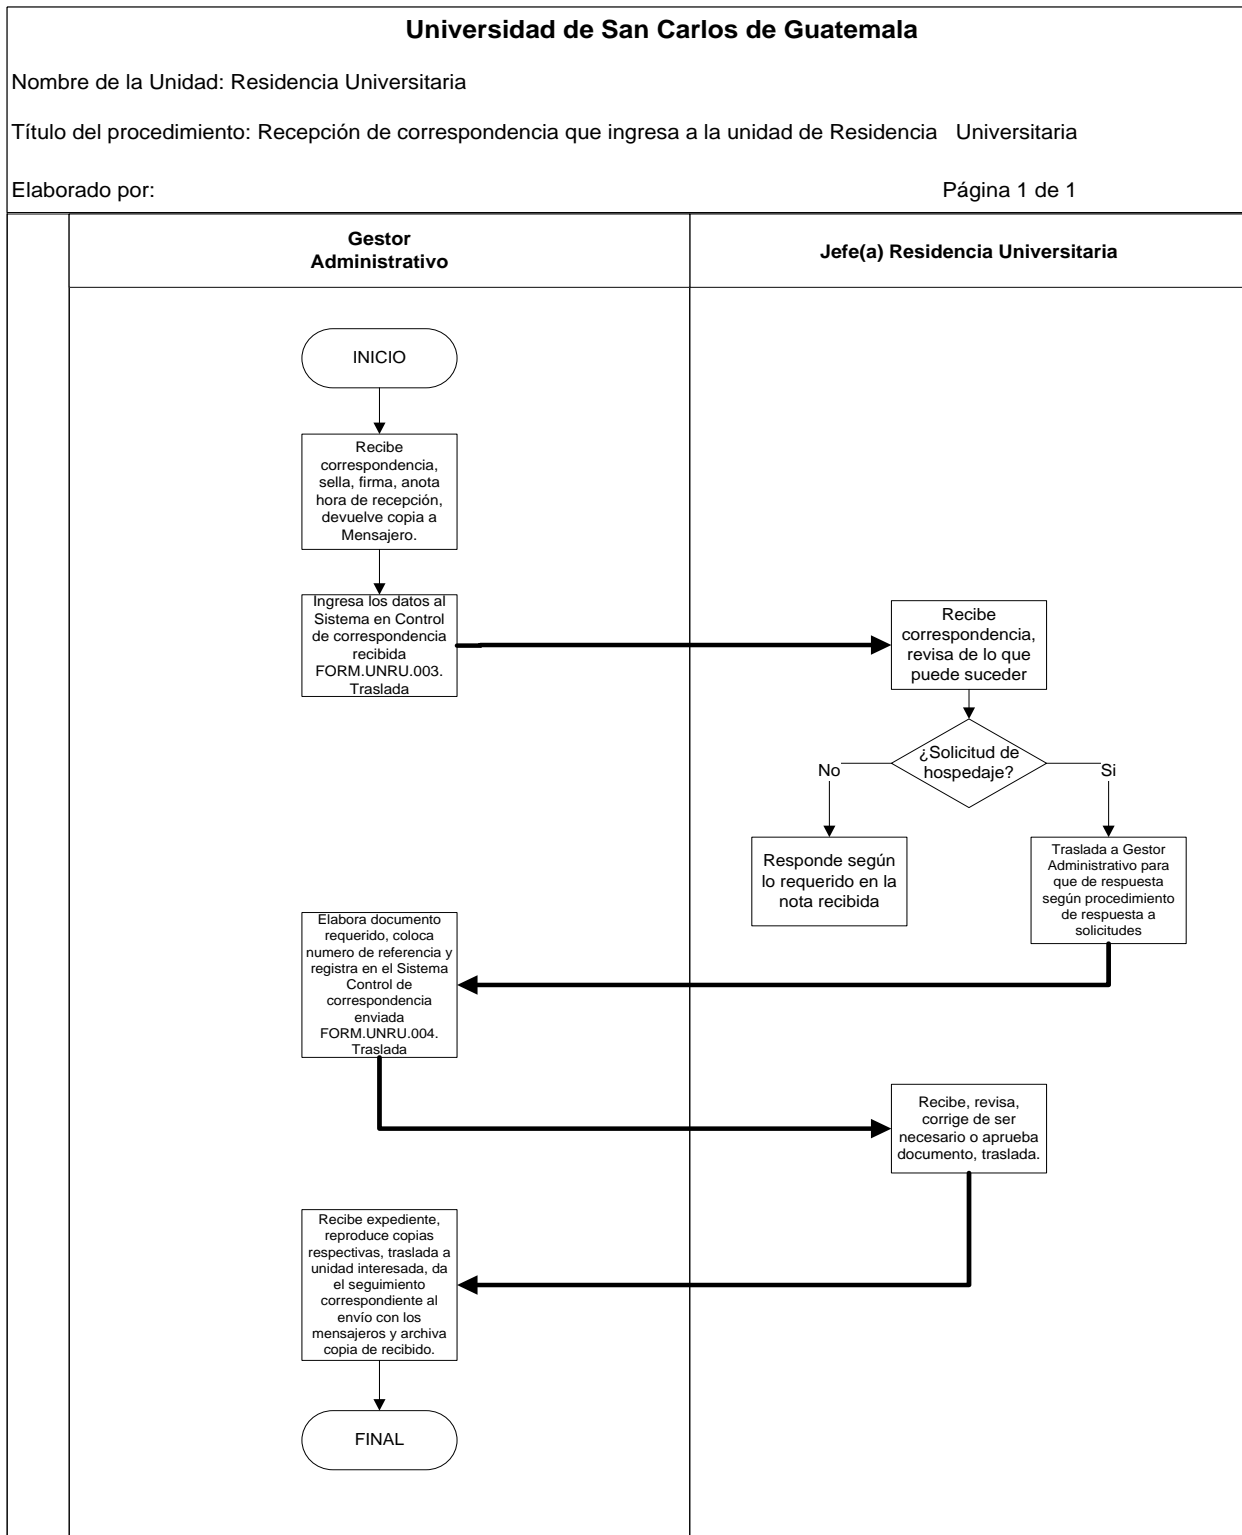 Universidad de San Carlos de Guatemala
Nombre de la Unidad: Residencia Universitaria
Título del procedimiento: Recepción de correspondencia que ingresa a la unidad de Residencia Universitaria
Elaborado por:
Página 1 de 1
Gestor
Administrativo
Jefe(a) Residencia Universitaria
INICIO
Recibe
correspondencia,
sella, firma, anota
hora de recepción,
devuelve copia a
Mensajero.
Ingresa los datos al
Sistema en Control
de correspondencia
recibida
FORM.UNRU.003.
Traslada
Recibe
correspondencia,
revisa de lo que
puede suceder
¿Solicitud de
hospedaje?
No
Si
Responde según
lo requerido en la
nota recibida
Traslada a Gestor
Administrativo para
que de respuesta
según procedimiento
de respuesta a
solicitudes
Elabora documento
requerido, coloca
numero de referencia y
registra en el Sistema
Control de
correspondencia
enviada
FORM.UNRU.004.
Traslada
Recibe, revisa,
corrige de ser
necesario o aprueba
documento, traslada.
Recibe expediente,
reproduce copias
respectivas, traslada a
unidad interesada, da
el seguimiento
correspondiente al
envío con los
mensajeros y archiva
copia de recibido.
FINAL